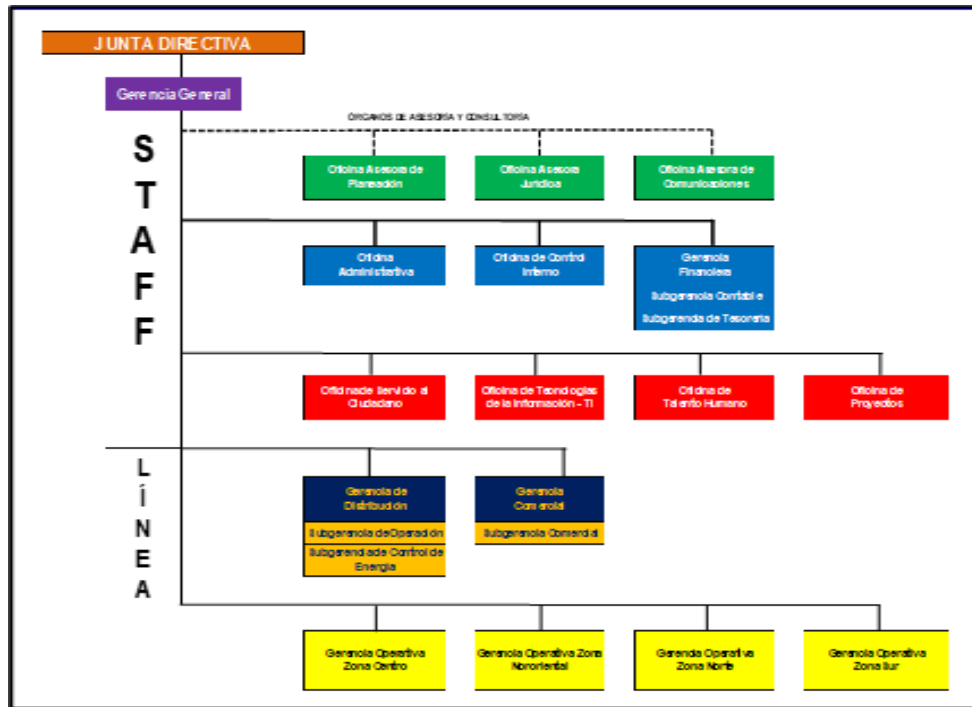 JUNTA DIRECTIVA
Gerencia General
ÓRGANOS DE ASESORÍA Y CONSULTORÍA
STAFF
Oficina Asesora de
Planeación
Oficina Asesora
Jurídica
Oficina Asesora de
Comunicaciones
Oficina
Administrativa
Oficina de Control
Interno
Gerencia
Financiera
Subgerencia Contable
Subgerencia de Tesorería
Oficina de Servicio al
Ciudadano
Oficina de Tecnologías
de la Información - TI
Oficina de
Talento Humano
Oficina de
Proyectos
LÍNEA
Gerencia de
Distribución
Subgerencia de Operación
Subgerencia de Control de
Energía
Gerencia
Comercial
Subgerencia Comercial
Gerencia Operativa
Zona Centro
Gerencia Operativa Zona
Nororiental
Gerencia Operativa
Zona Norte
Gerencia Operativa
Zona Sur